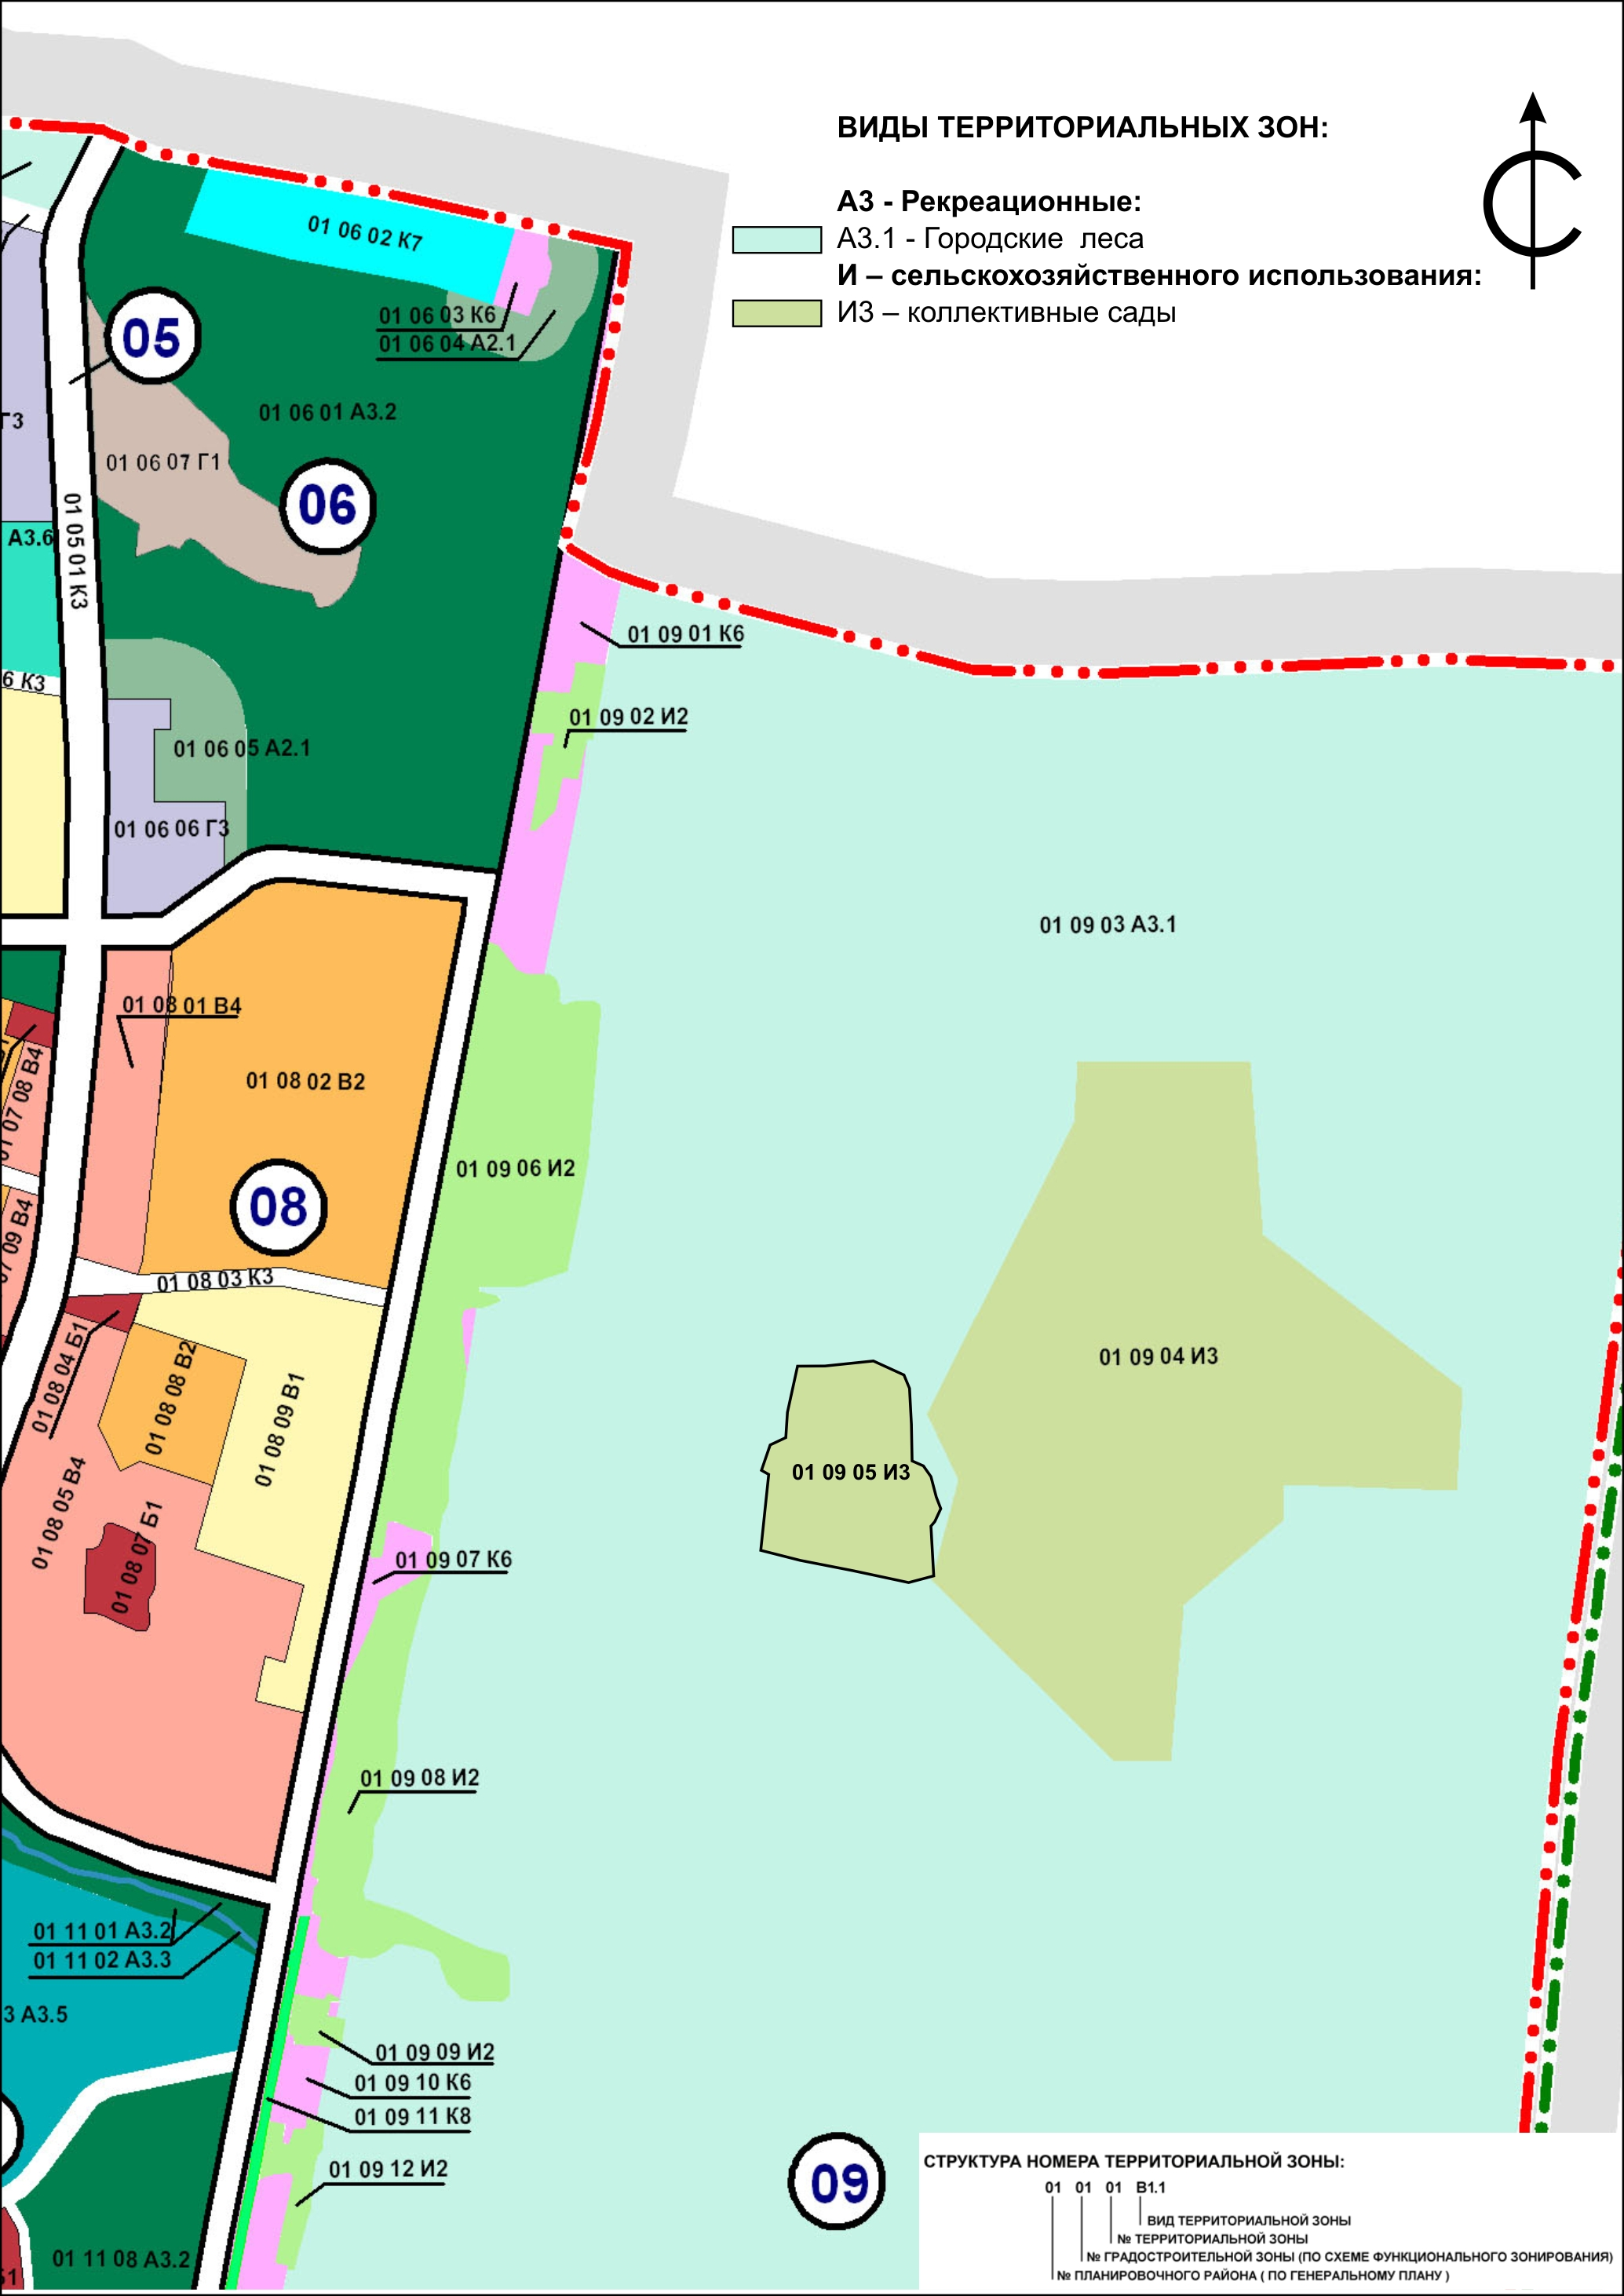 ВИДЫ ТЕРРИТОРИАЛЬНЫХ ЗОН:
А3 - Рекреационные:
А3.1 - Городские леса
И – сельскохозяйственного использования:
И3 – коллективные сады
С
01 06 02 К7
01 06 03 К6
01 06 04 А2.1
05
01 06 01 А3.2
Г3
01 06 07 Г1
06
01 05 01 К3
А3.6
01 09 01 К6
6 К3
01 09 02 И2
01 06 05 А2.1
01 06 06 Г3
01 09 03 А3.1
01 08 01 В4
01 07 08 В4
01 08 02 В2
01 09 06 И2
08
07 09 В4
01 08 03 К3
01 08 04 Б1
01 08 08 В2
01 08 09 В1
01 09 04 И3
01 09 05 И3
01 08 05 В4
01 08 07 Б1
01 09 07 К6
01 09 08 И2
01 11 01 А3.2
01 11 02 А3.3
3 А3.5
01 09 09 И2
01 09 10 К6
01 09 11 К8
01 09 12 И2
01 11 08 А3.2
Б1
09
СТРУКТУРА НОМЕРА ТЕРРИТОРИАЛЬНОЙ ЗОНЫ:
01 01 01 В1.1
ВИД ТЕРРИТОРИАЛЬНОЙ ЗОНЫ
№ ТЕРРИТОРИАЛЬНОЙ ЗОНЫ
№ ГРАДОСТРОИТЕЛЬНОЙ ЗОНЫ (ПО СХЕМЕ ФУНКЦИОНАЛЬНОГО ЗОНИРОВАНИЯ)
№ ПЛАНИРОВОЧНОГО РАЙОНА ( ПО ГЕНЕРАЛЬНОМУ ПЛАНУ )